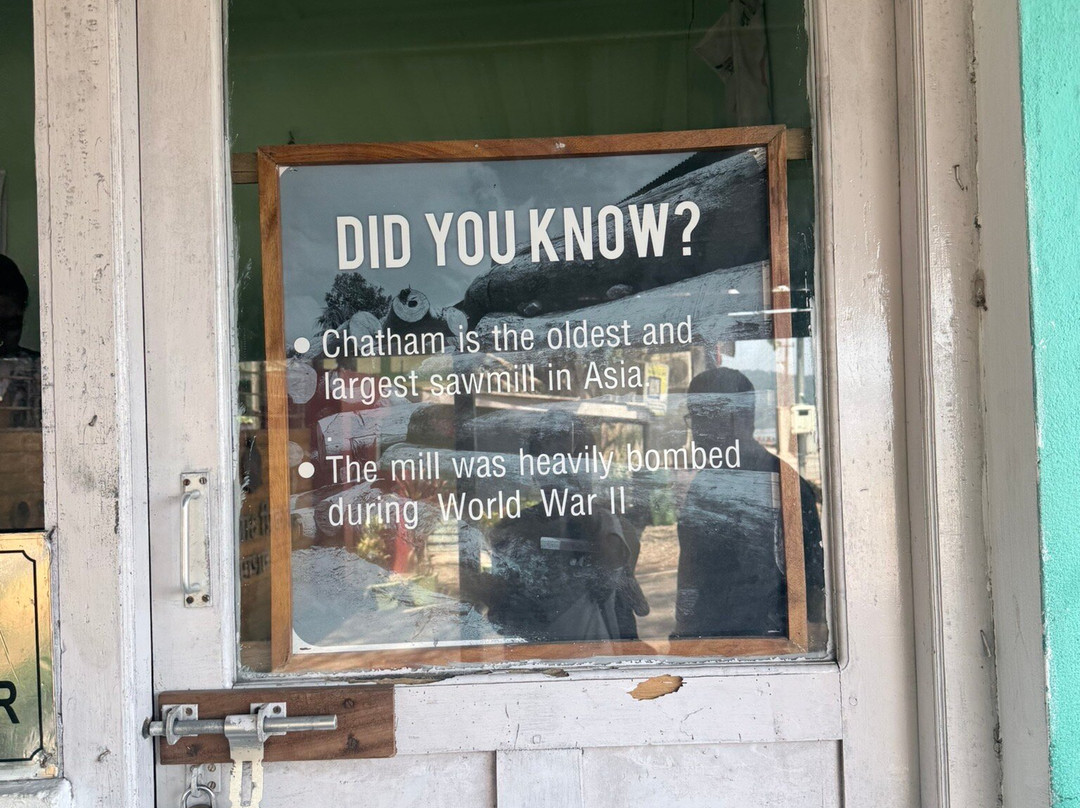 DID YOU KNOW?
• Chatham is the oldest and
largest sawmill in Asia.
• The mill was heavily bombed
during World War II
R